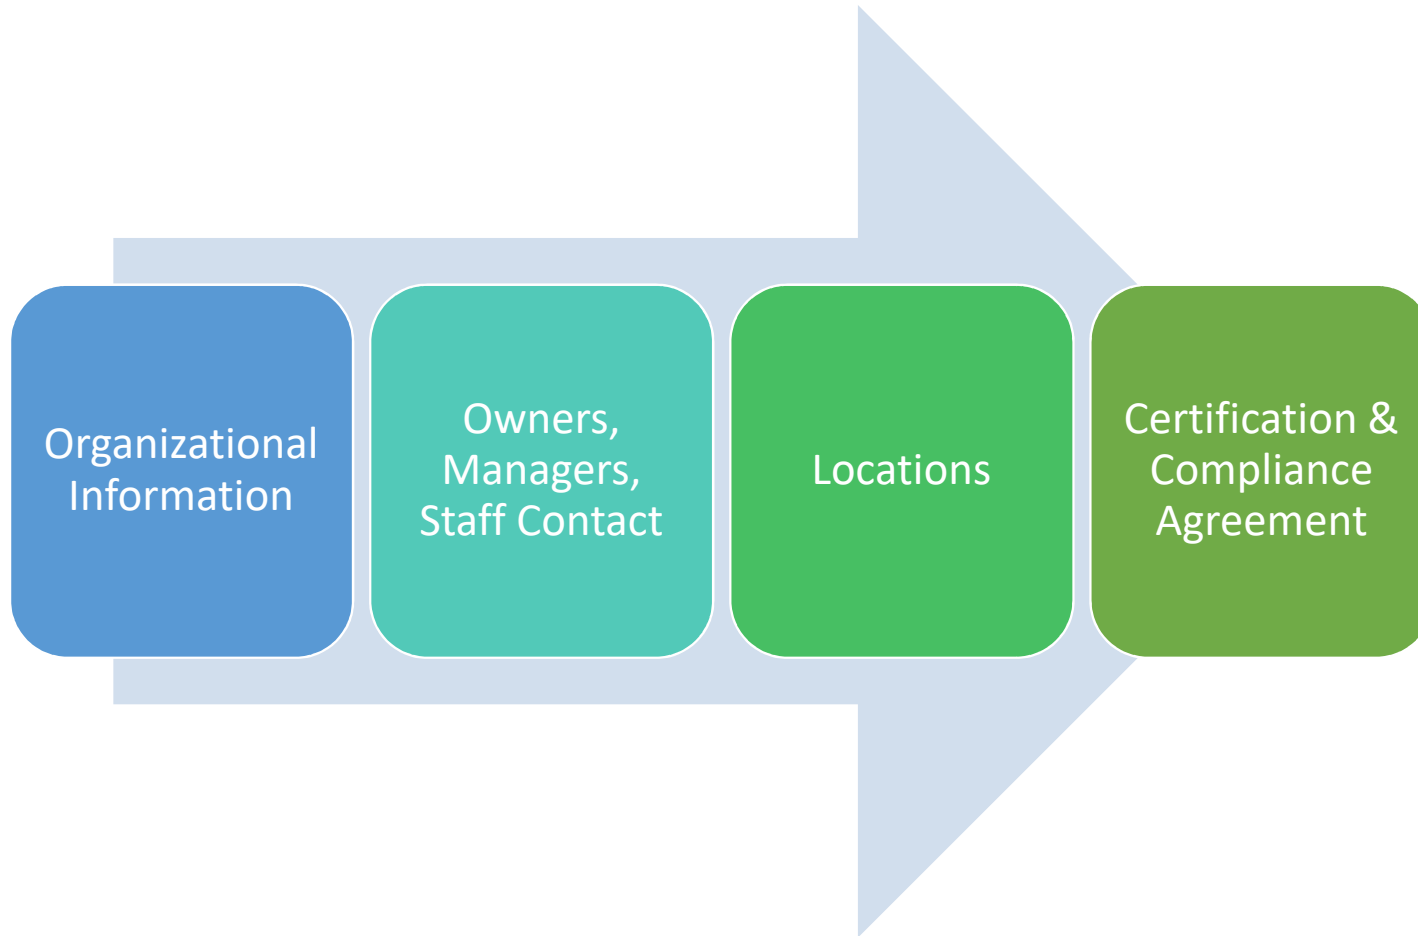 Organizational
Information
Owners,
Managers,
Staff Contact
Locations
Certification &
Compliance
Agreement